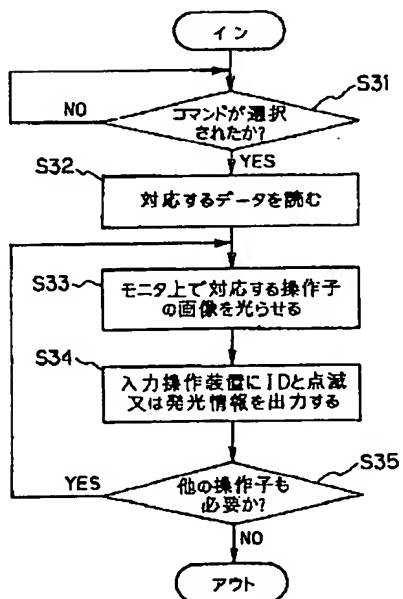 イン
S31
コマンドが選択
されたか?
NO
YES
S32
対応するデータを読む
S33
モニタ上で対応する操作子
の画像を光らせる
S34
入力操作装置にIDと点滅
又は発光情報を出力する
S35
YES
他の操作子も
必要か?
NO
アウト